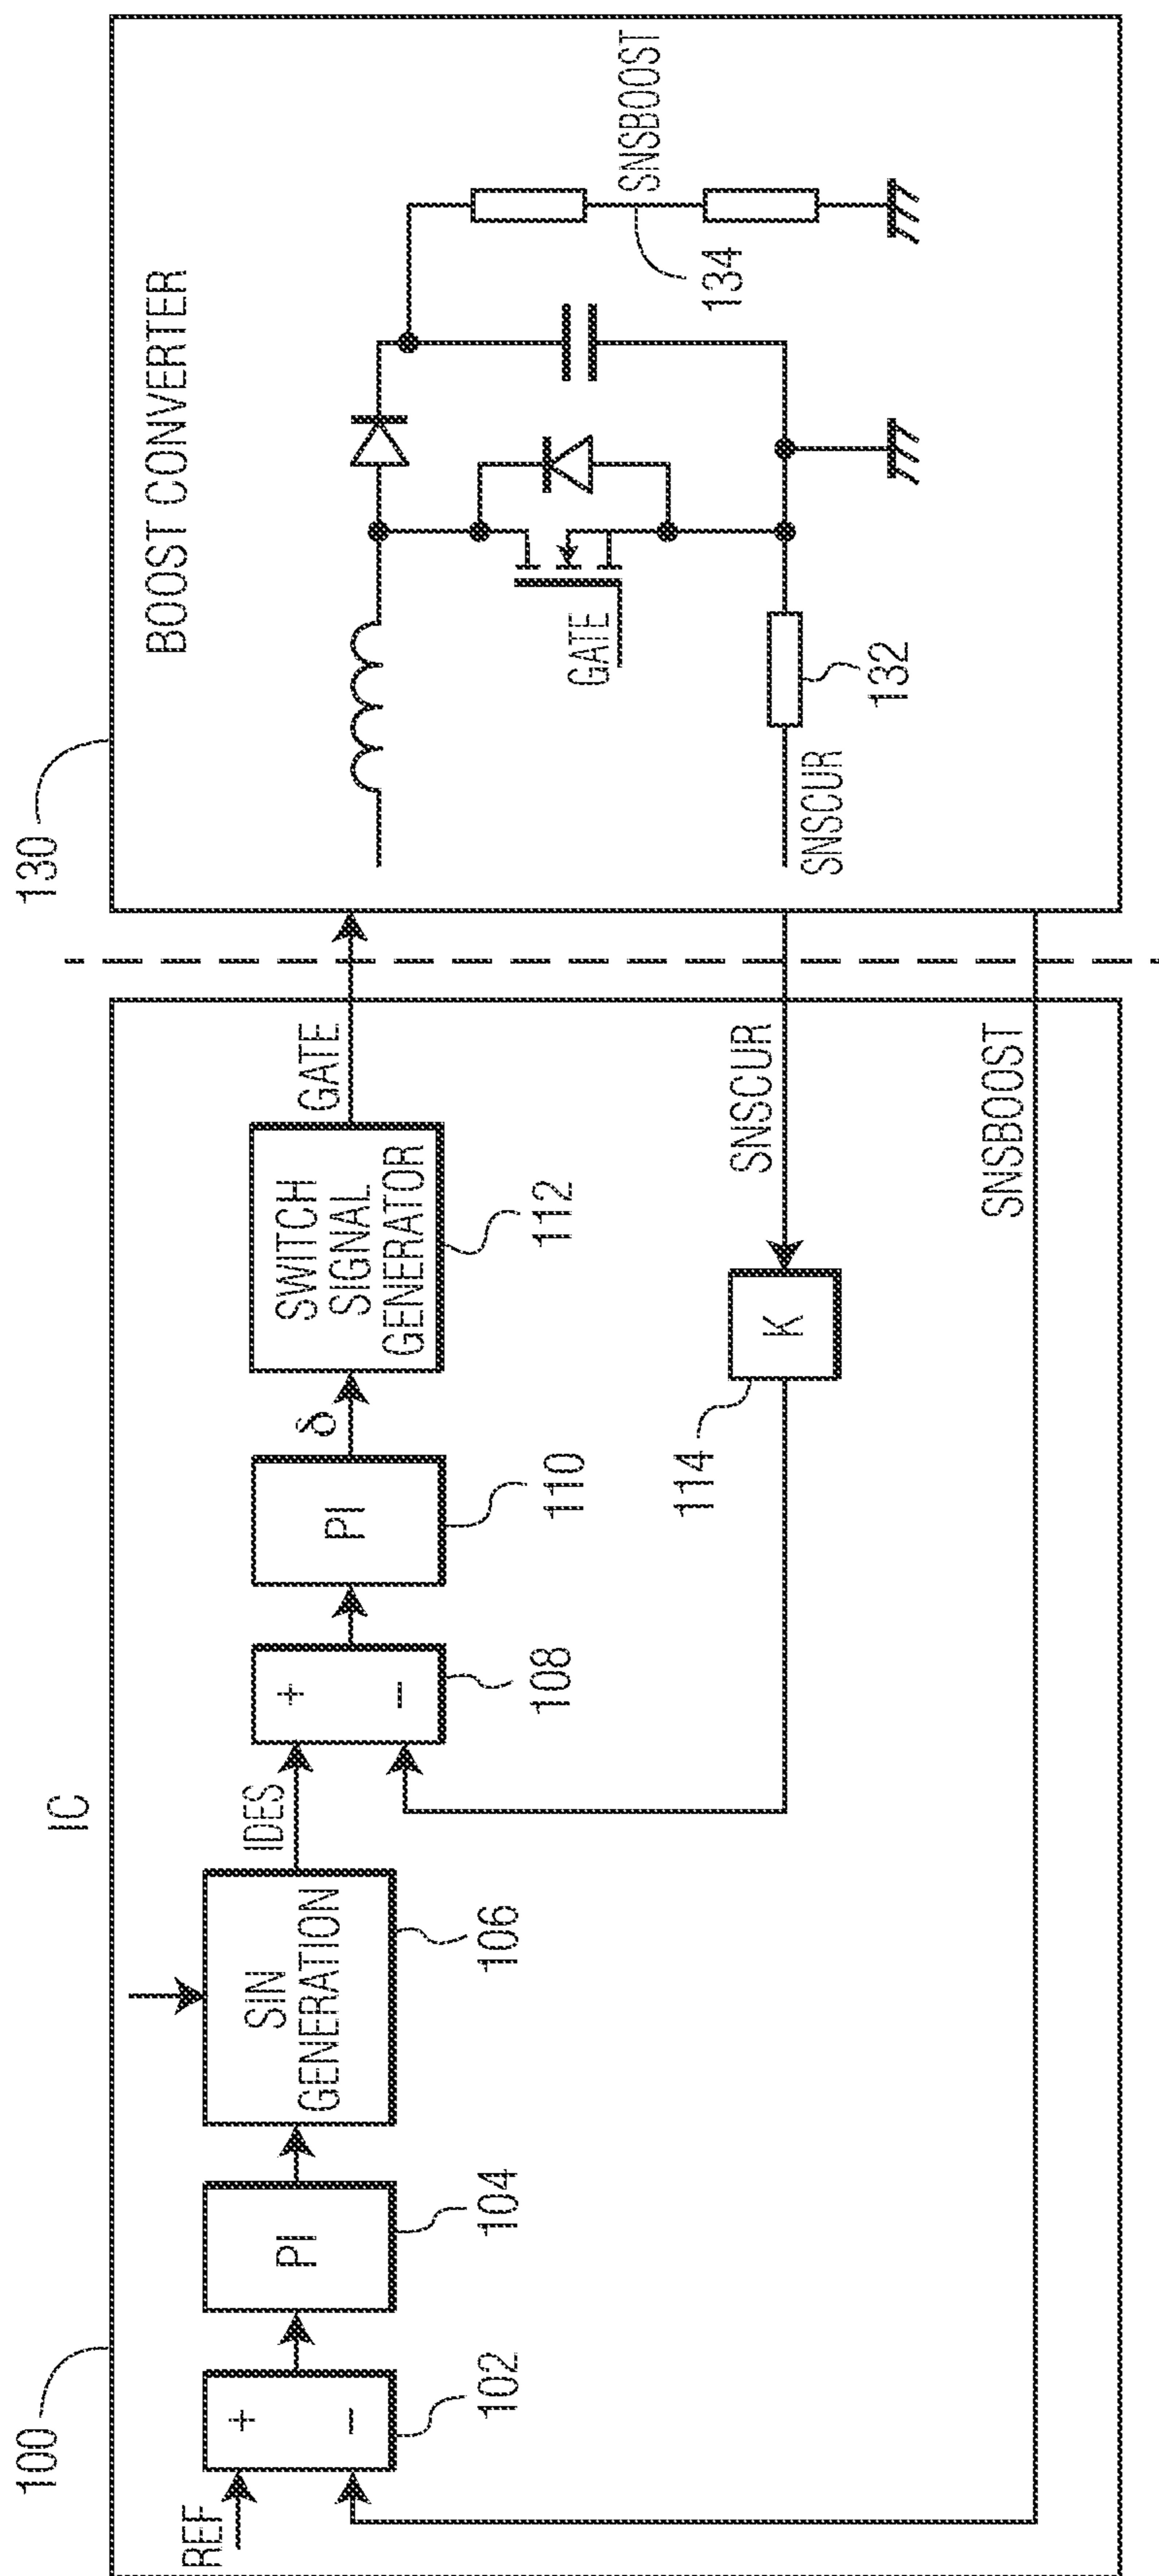 100
IC
REF
+
−
102
PI
104
SIN
GENERATION
106
IDES
+
−
108
PI
110
δ
SWITCH
SIGNAL
GENERATOR
112
GATE
K
114
SNSCUR
SNSBOOST
130
BOOST CONVERTER
GATE
SNSCUR
132
SNSBOOST
134